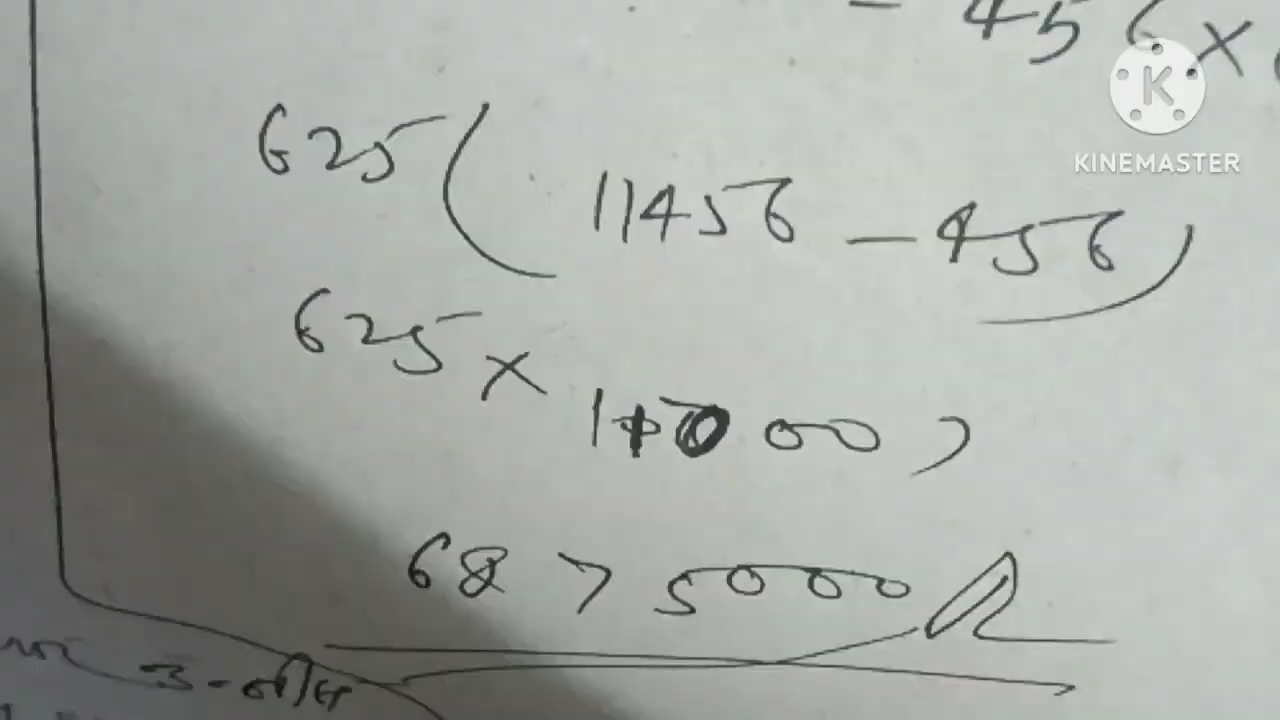 - 456 ×
KINEMASTER
625 ( 11456 - 456 )
625 × 11000 )
6875000